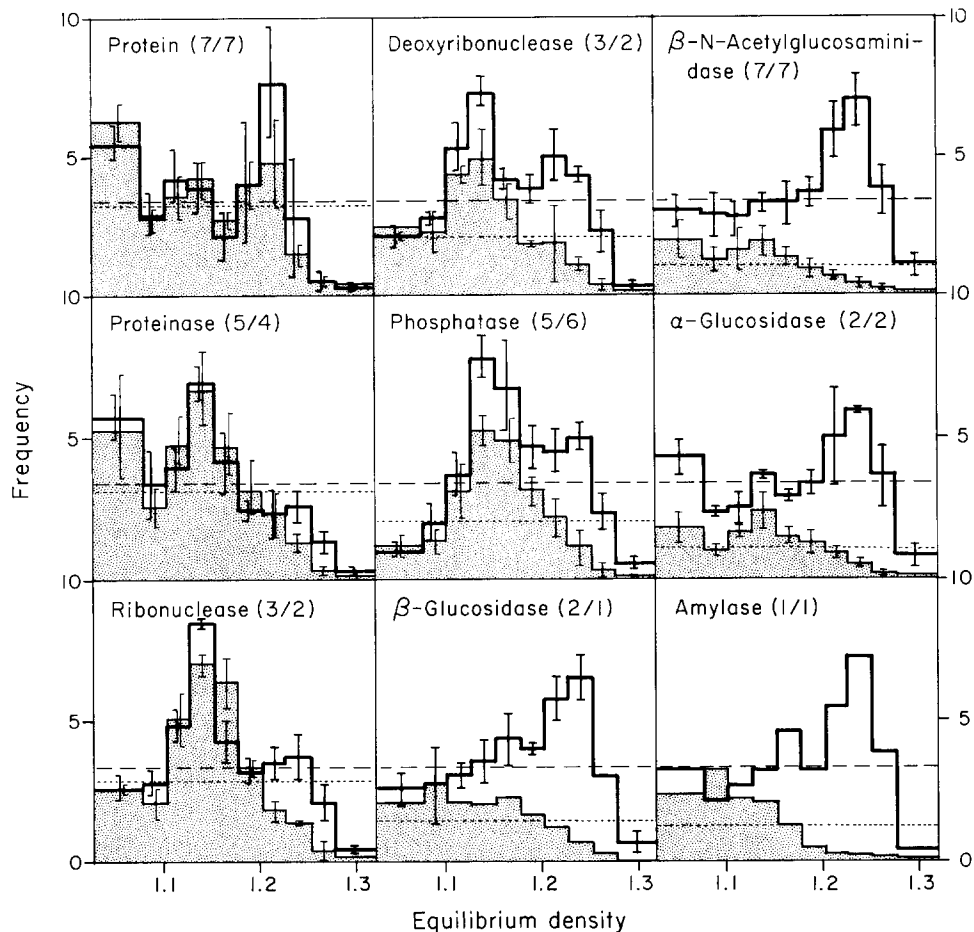 10
10
Protein (7/7)
Deoxyribonuclease (3/2)
β-N-Acetylglucosamini-
dase (7/7)
5
5
10
10
Proteinase (5/4)
Phosphatase (5/6)
α-Glucosidase (2/2)
Frequency
5
5
10
10
Ribonuclease (3/2)
β-Glucosidase (2/1)
Amylase (1/1)
5
5
0
0
1.1 1.2 1.3 1.1 1.2 1.3 1.1 1.2 1.3
Equilibrium density